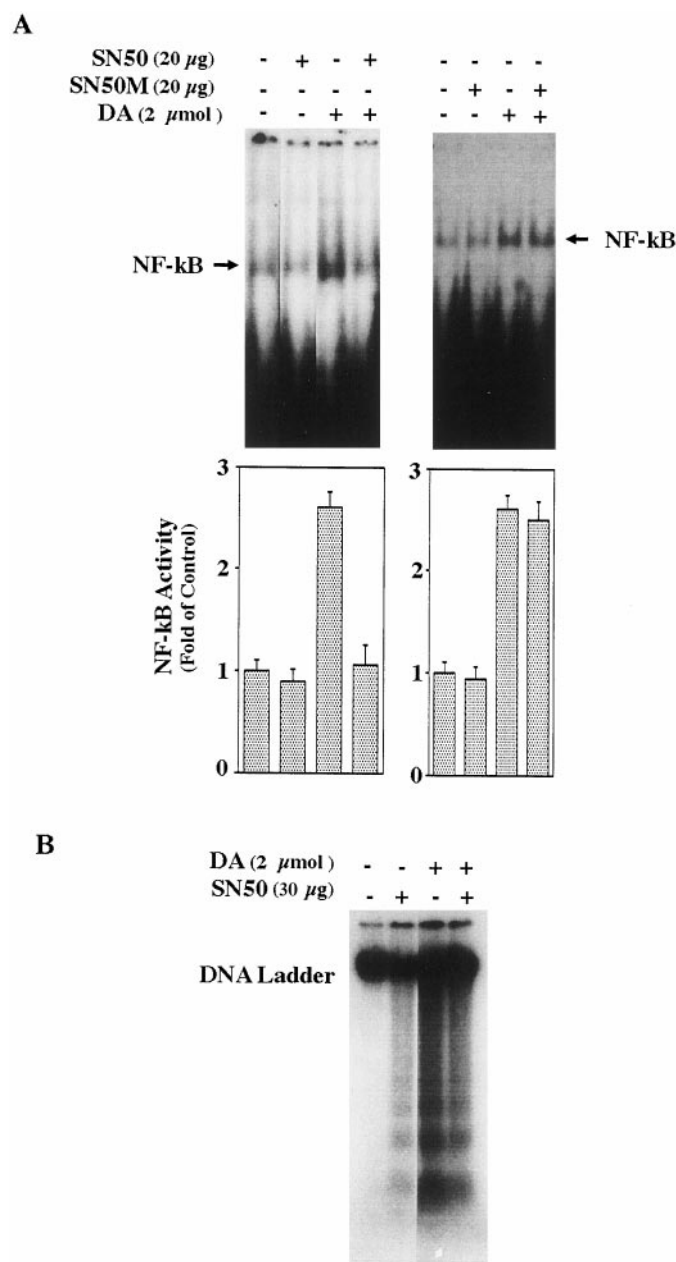 A
SN50 (20 µg) - + - + - - - -
SN50M (20 µg) - - - - - + - +
DA (2 µmol) - - + + - - + +
NF-kB
NF-kB
NF-kB Activity
(Fold of Control)
3
2
1
0
3
2
1
0
B
DA (2 µmol) - - + +
SN50 (30 µg) - + - +
DNA Ladder